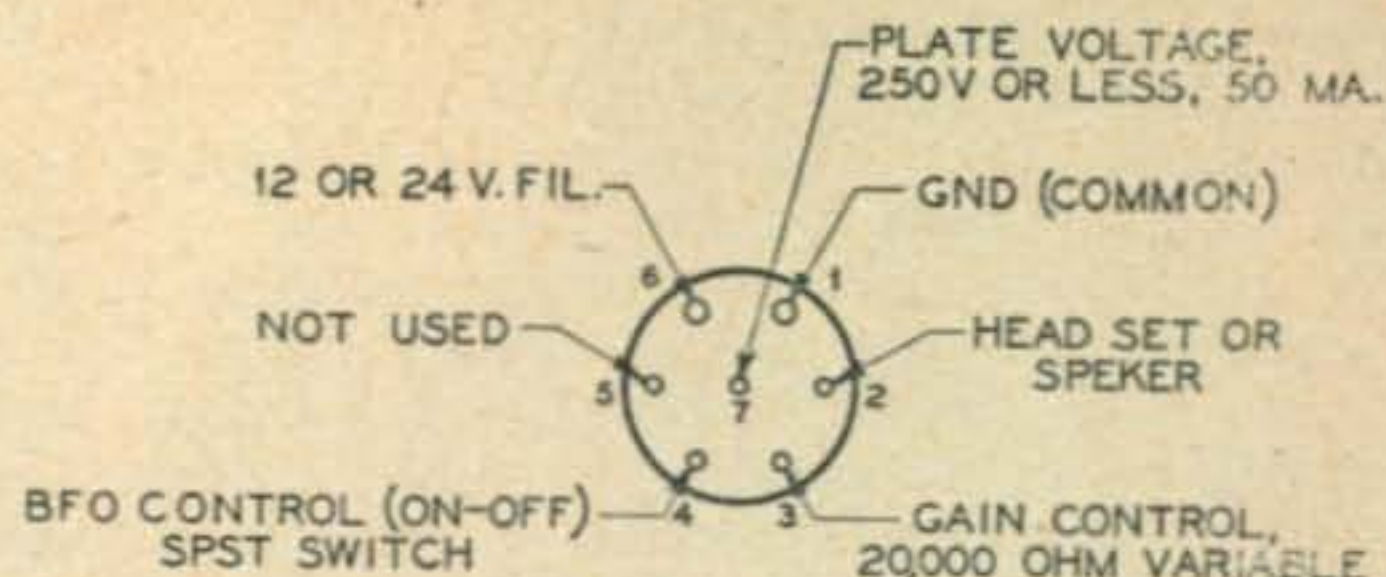 PLATE VOLTAGE,
250V OR LESS, 50 MA.
12 OR 24 V. FIL.
GND (COMMON)
6
1
NOT USED
HEAD SET OR
SPEKER
5
7
2
BFO CONTROL (ON-OFF)
SPST SWITCH
4
3
GAIN CONTROL,
20,000 OHM VARIABLE